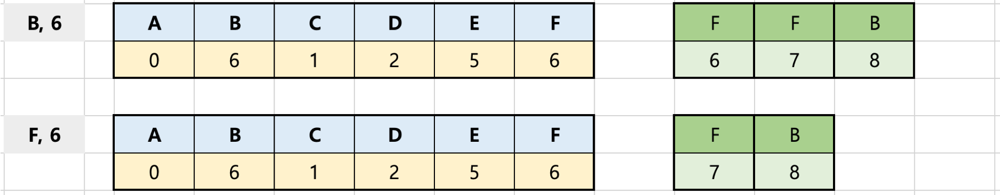 B, 6 A B C D E F F F B
0 6 1 2 5 6 6 7 8
F, 6 A B C D E F F B
0 6 1 2 5 6 7 8